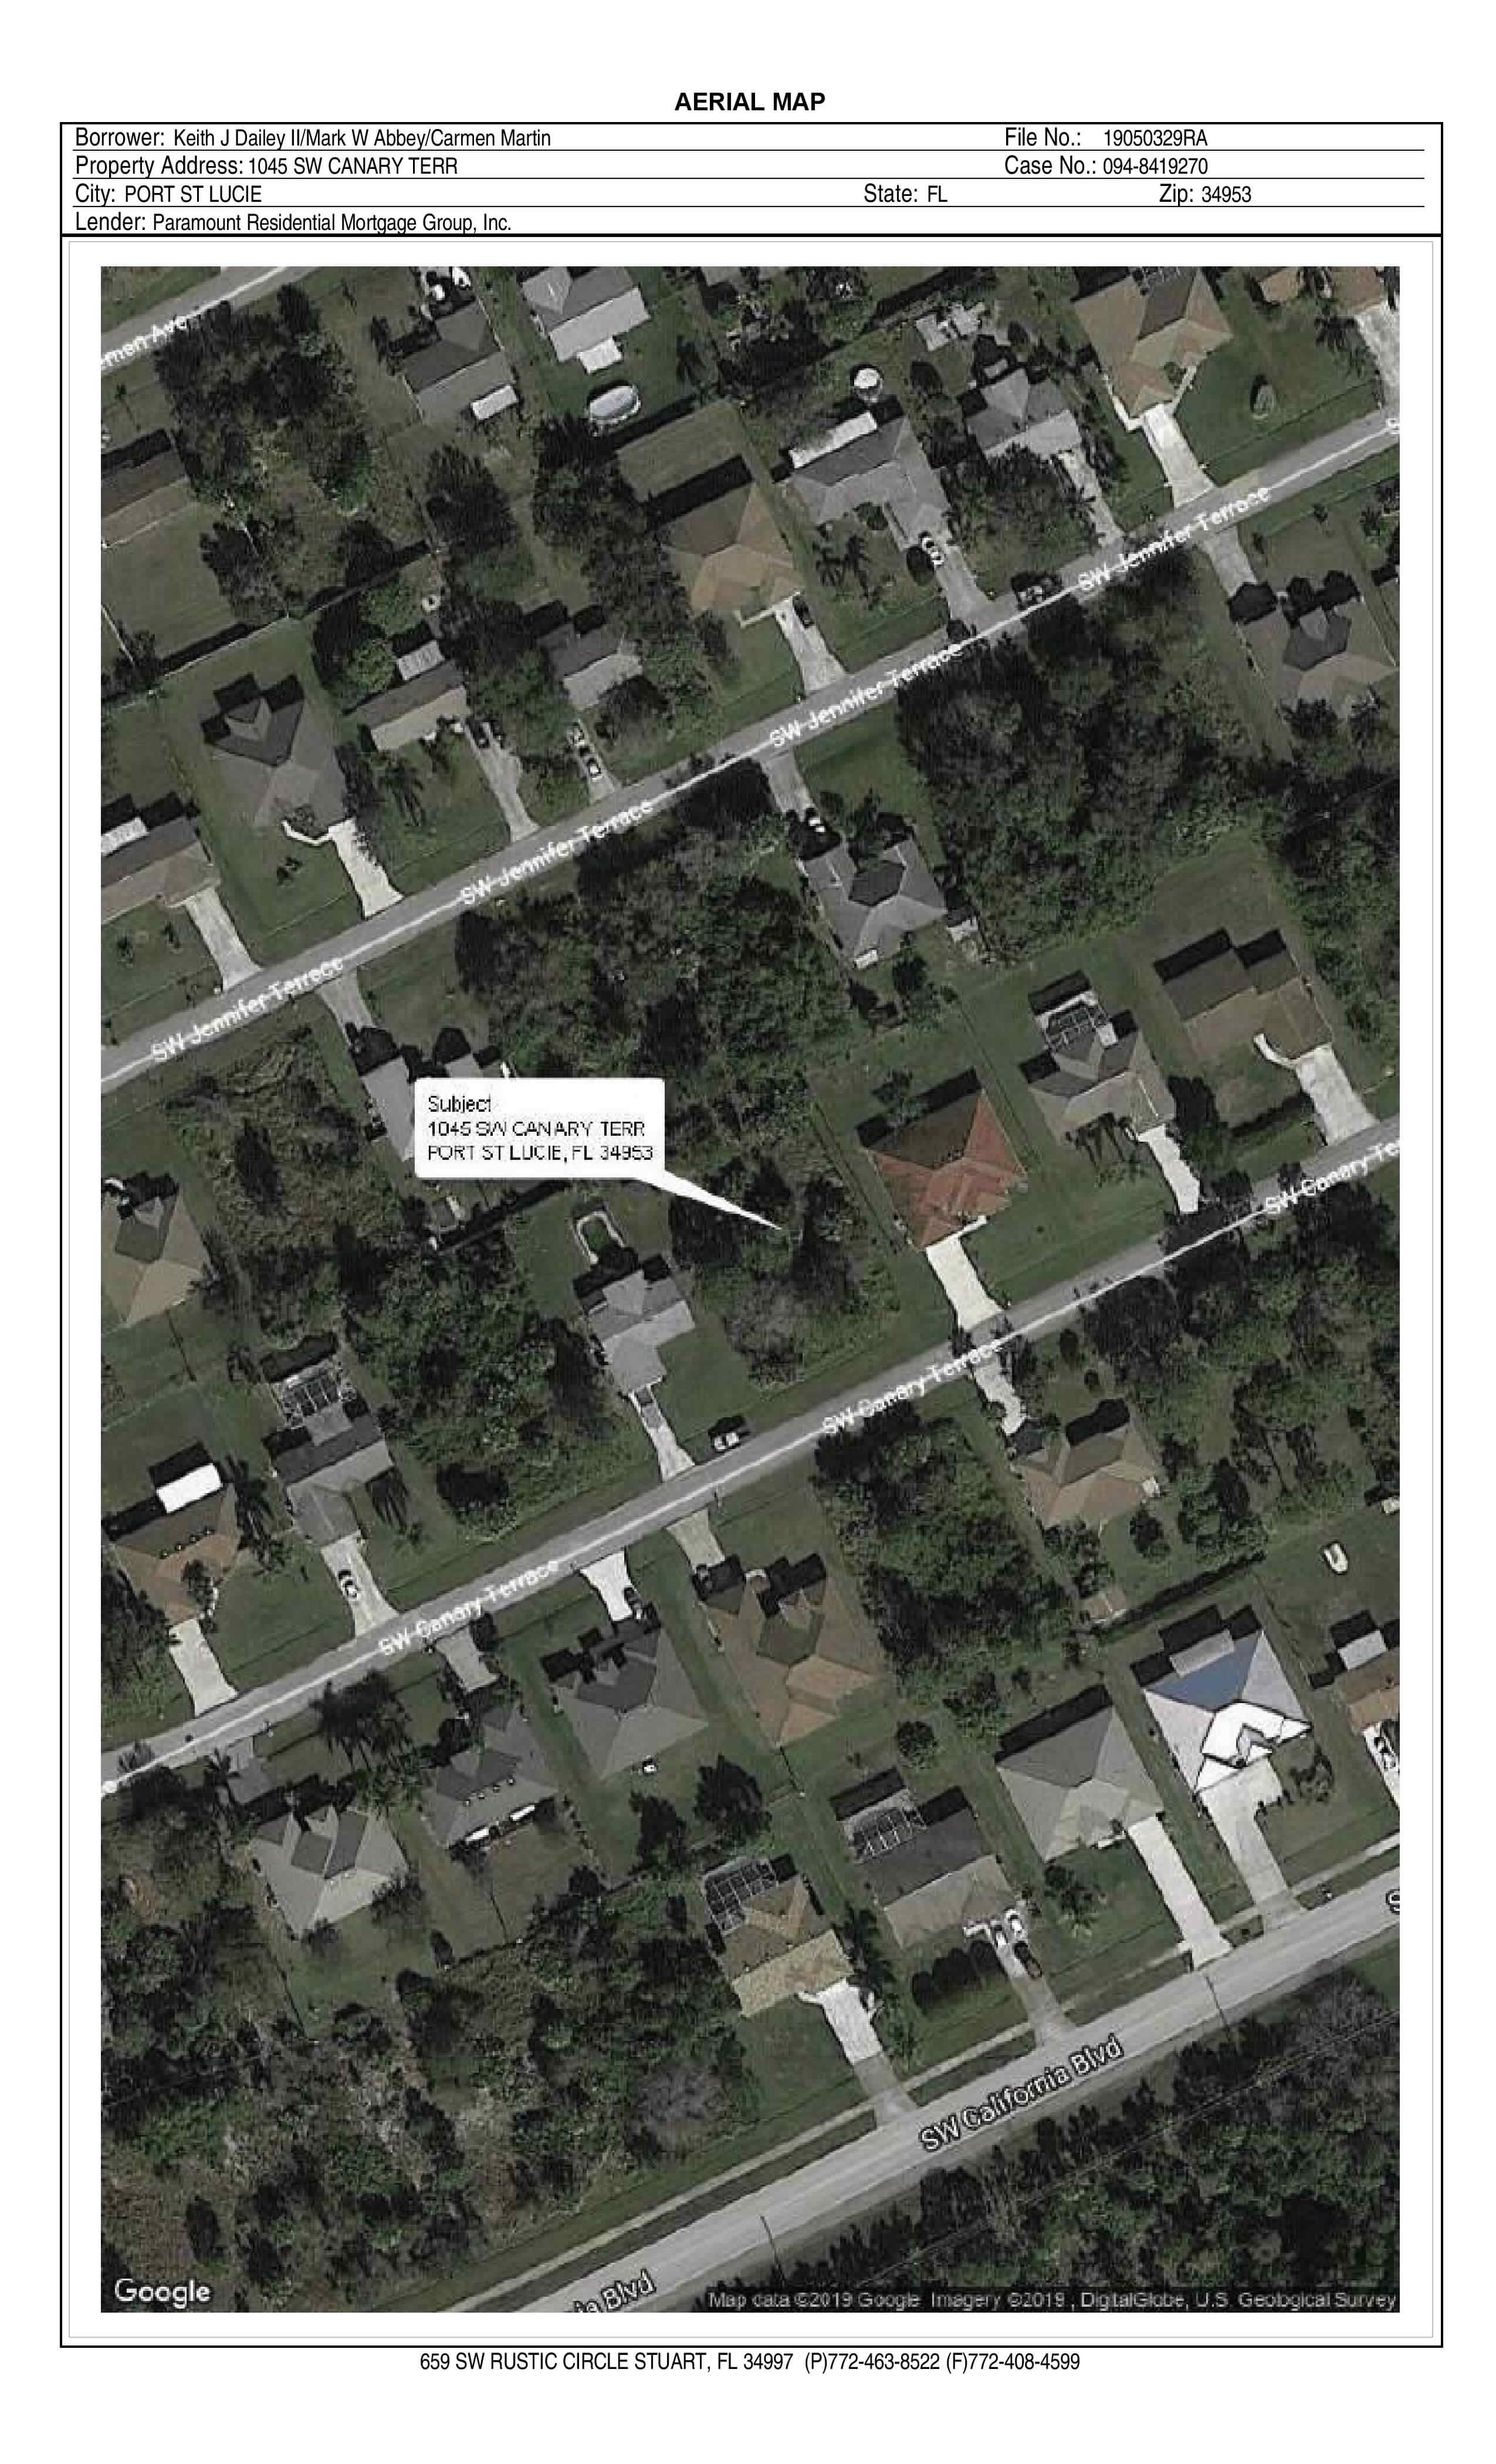 AERIAL MAP
Borrower: Keith J Dailey II/Mark W Abbey/Carmen Martin File No.: 19050329RA
Property Address: 1045 SW CANARY TERR Case No.: 094-8419270
City: PORT ST LUCIE State: FL Zip: 34953
Lender: Paramount Residential Mortgage Group, Inc.
SW Jennifer Terrace
SW Jennifer Terrace
SW Jennifer Terrace
SW Jennifer Terrace
Subject
1045 SW CANARY TERR
PORT ST LUCIE, FL 34953
SW Canary Te
SW Canary Terrace
SW Canary Terrace
SW California Blvd
Blvd
Google
Map data ©2019 Google Imagery ©2019 , DigitalGlobe, U.S. Geological Survey
659 SW RUSTIC CIRCLE STUART, FL 34997 (P)772-463-8522 (F)772-408-4599